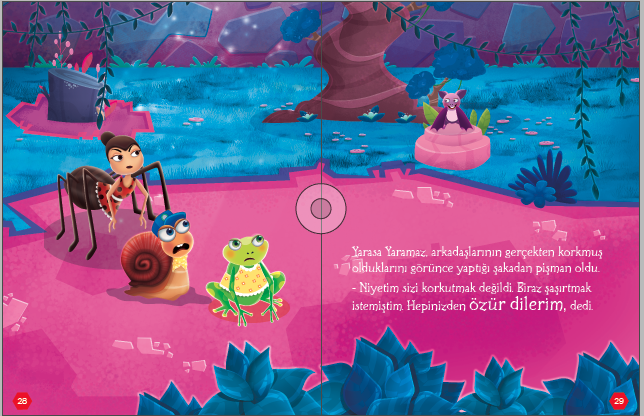 Yarasa Yaramaz, arkadaşlarının gerçekten korkmuş
olduklarını görünce yaptığı şakadan pişman oldu.
- Niyetim sizi korkutmak değildi. Biraz şaşırtmak
istemiştim. Hepinizden özür dilerim, dedi.
28
29